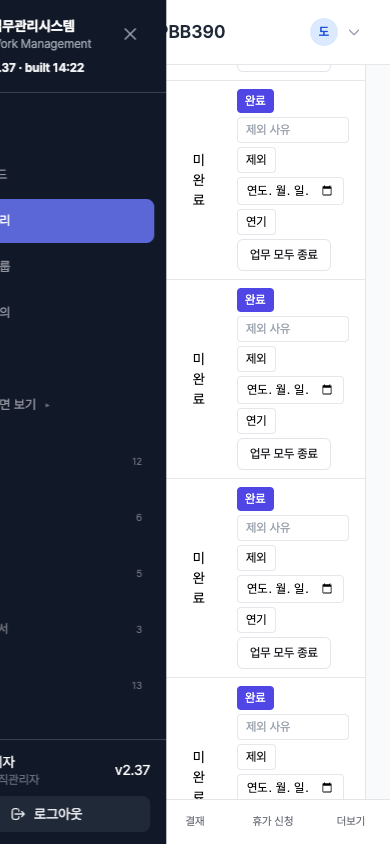 무관리시스템
ork Management
.37 · built 14:22
드
리
룹
의
면 보기 ▸
12
6
5
서 3
13
리자
직관리자
v2.37
로그아웃
PBB390
도
미완료
완료
제외 사유
제외
연도. 월. 일.
연기
업무 모두 종료
미완료
완료
제외 사유
제외
연도. 월. 일.
연기
업무 모두 종료
미완료
완료
제외 사유
제외
연도. 월. 일.
연기
업무 모두 종료
미완료
완료
제외 사유
제외
연도. 월. 일.
결재
휴가 신청
더보기